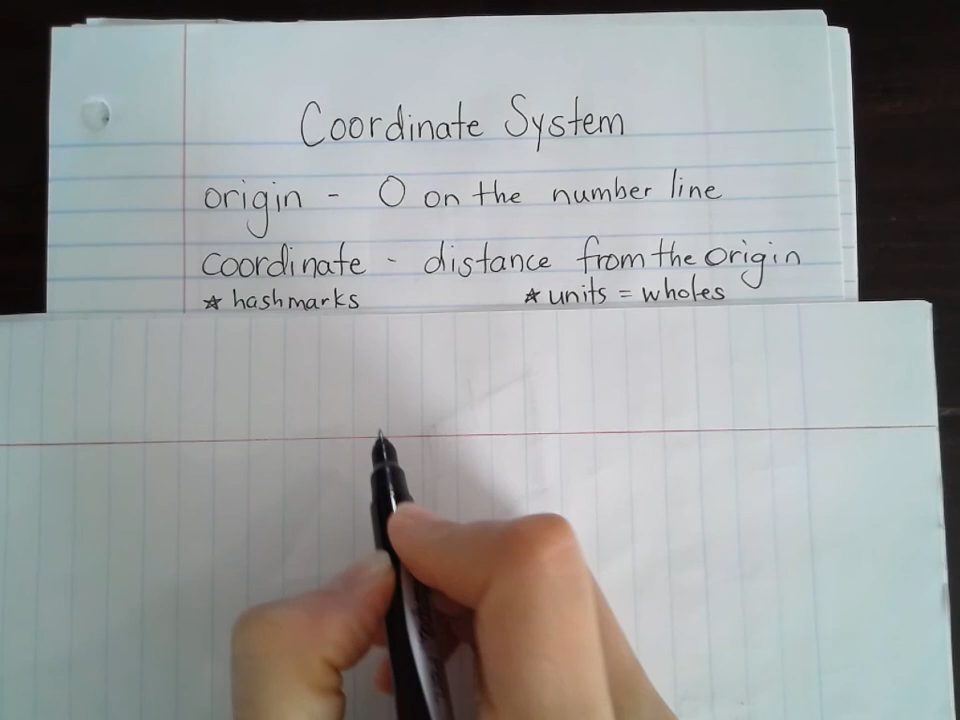 Coordinate System
origin - 0 on the number line
coordinate - distance from the origin
* hashmarks * units = wholes